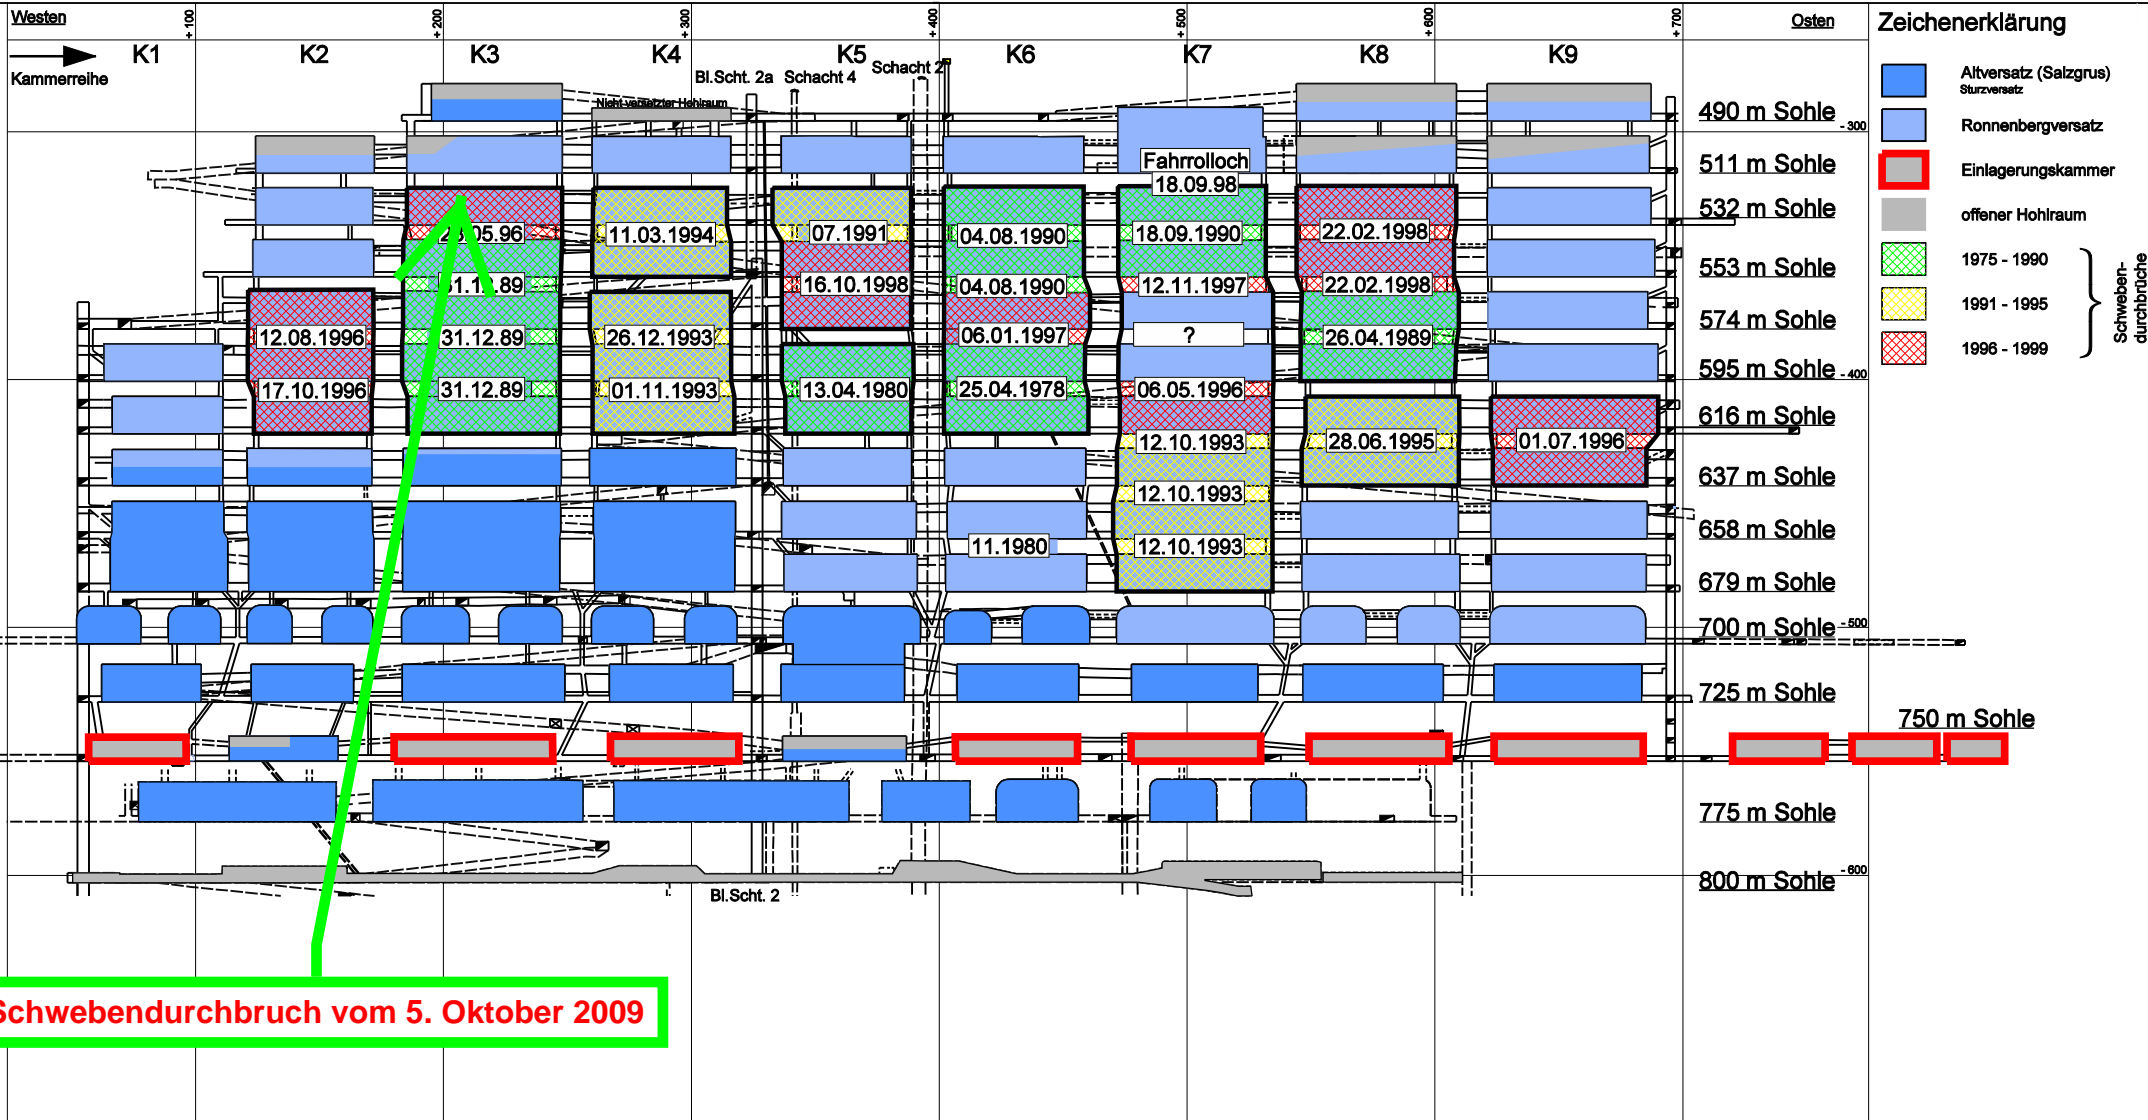 Westen
+ 100
+ 200
+ 300
+ 400
+ 500
+ 600
+ 700
Osten
Zeichenerklärung
Kammerreihe
K1
K2
K3
K4
K5
K6
K7
K8
K9
Bl.Scht. 2a
Schacht 4
Schacht 2
Nicht versetzter Hohlraum
Altversatz (Salzgrus)
Sturzversatz
Ronnenbergversatz
Einlagerungskammer
offener Hohlraum
1975 - 1990
1991 - 1995
1996 - 1999
Schweben-
durchbrüche
490 m Sohle
- 300
511 m Sohle
532 m Sohle
553 m Sohle
574 m Sohle
595 m Sohle
- 400
616 m Sohle
637 m Sohle
658 m Sohle
679 m Sohle
700 m Sohle
- 500
725 m Sohle
750 m Sohle
775 m Sohle
800 m Sohle
- 600
Fahrrolloch
18.09.98
.05.96
11.03.1994
07.1991
04.08.1990
18.09.1990
22.02.1998
.89
16.10.1998
04.08.1990
12.11.1997
22.02.1998
12.08.1996
31.12.89
26.12.1993
06.01.1997
?
26.04.1989
17.10.1996
31.12.89
01.11.1993
13.04.1980
25.04.1978
06.05.1996
12.10.1993
28.06.1995
01.07.1996
12.10.1993
11.1980
12.10.1993
Bl.Scht. 2
Schwebendurchbruch vom 5. Oktober 2009